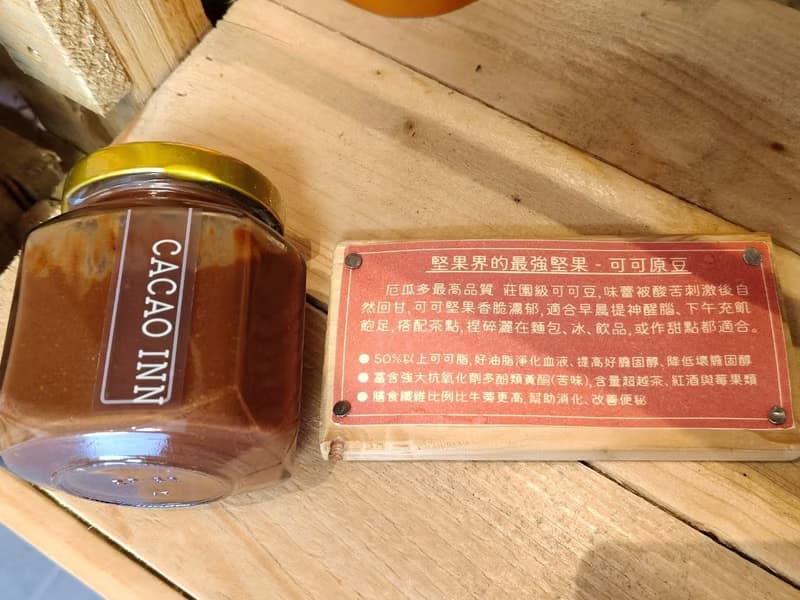 CACAO INN
堅果界的最強堅果 - 可可原豆
厄瓜多最高品質 莊園級可可豆,味蕾被酸苦刺激後自
然回甘,可可堅果香脆濃郁,適合早晨提神醒腦、下午充飢
飽足,搭配茶點,捏碎灑在麵包、冰、飲品,或作甜點都適合。
● 50%以上可可脂,好油脂淨化血液、提高好膽固醇、降低壞膽固醇
● 富含強大抗氧化劑多酚類黃酮(苦味),含量超越茶、紅酒與莓果類
● 膳食纖維比例比牛蒡更高,幫助消化、改善便秘